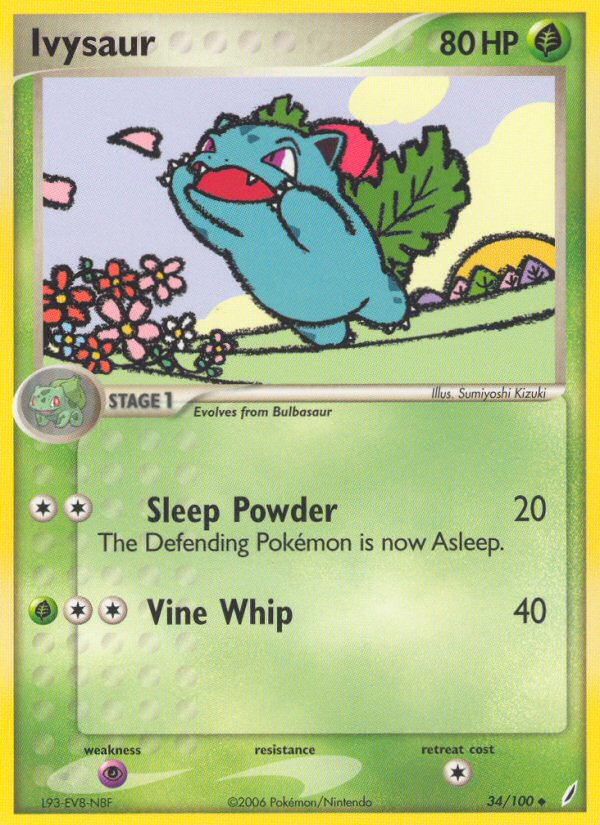 Ivysaur 80 HP
Illus. Sumiyoshi Kizuki
STAGE 1
Evolves from Bulbasaur
Sleep Powder 20
The Defending Pokémon is now Asleep.
Vine Whip 40
weakness resistance retreat cost
L93-EV8-N8F ©2006 Pokémon/Nintendo 34/100